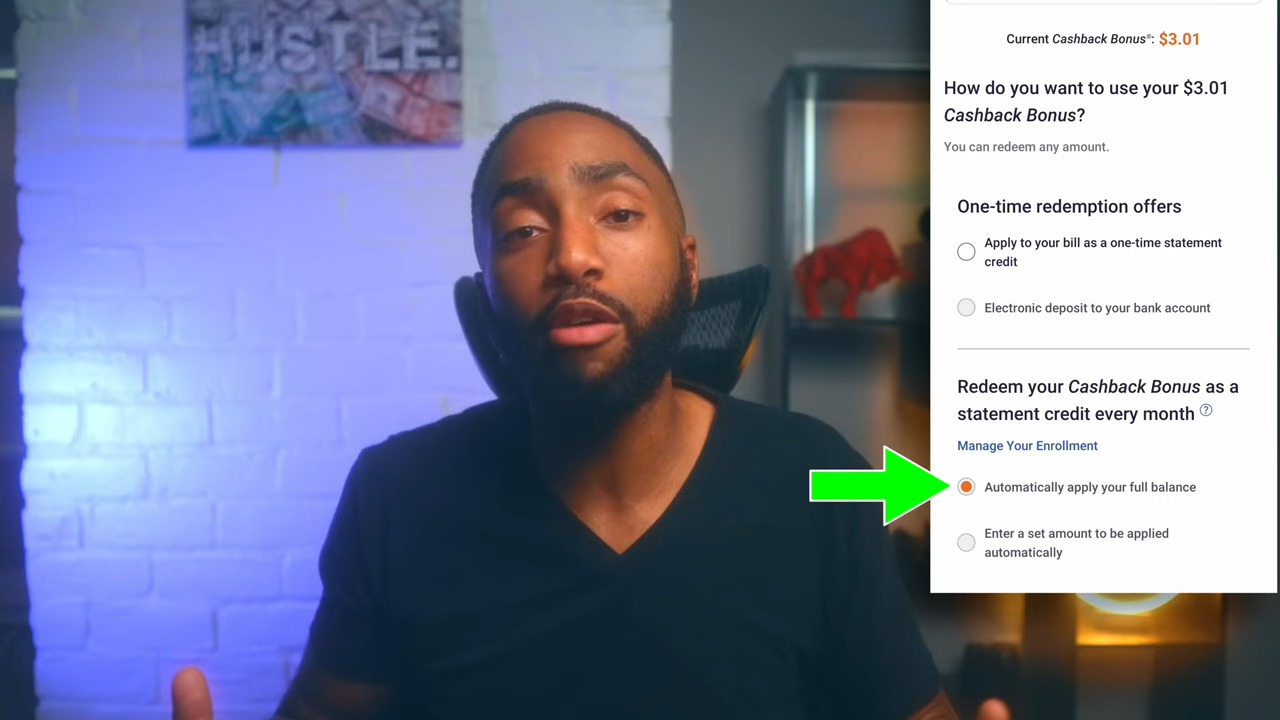 HUSTLE.
Current Cashback Bonus®: $3.01
How do you want to use your $3.01
Cashback Bonus?
You can redeem any amount.
One-time redemption offers
Apply to your bill as a one-time statement
credit
Electronic deposit to your bank account
Redeem your Cashback Bonus as a
statement credit every month ?
Manage Your Enrollment
Automatically apply your full balance
Enter a set amount to be applied
automatically